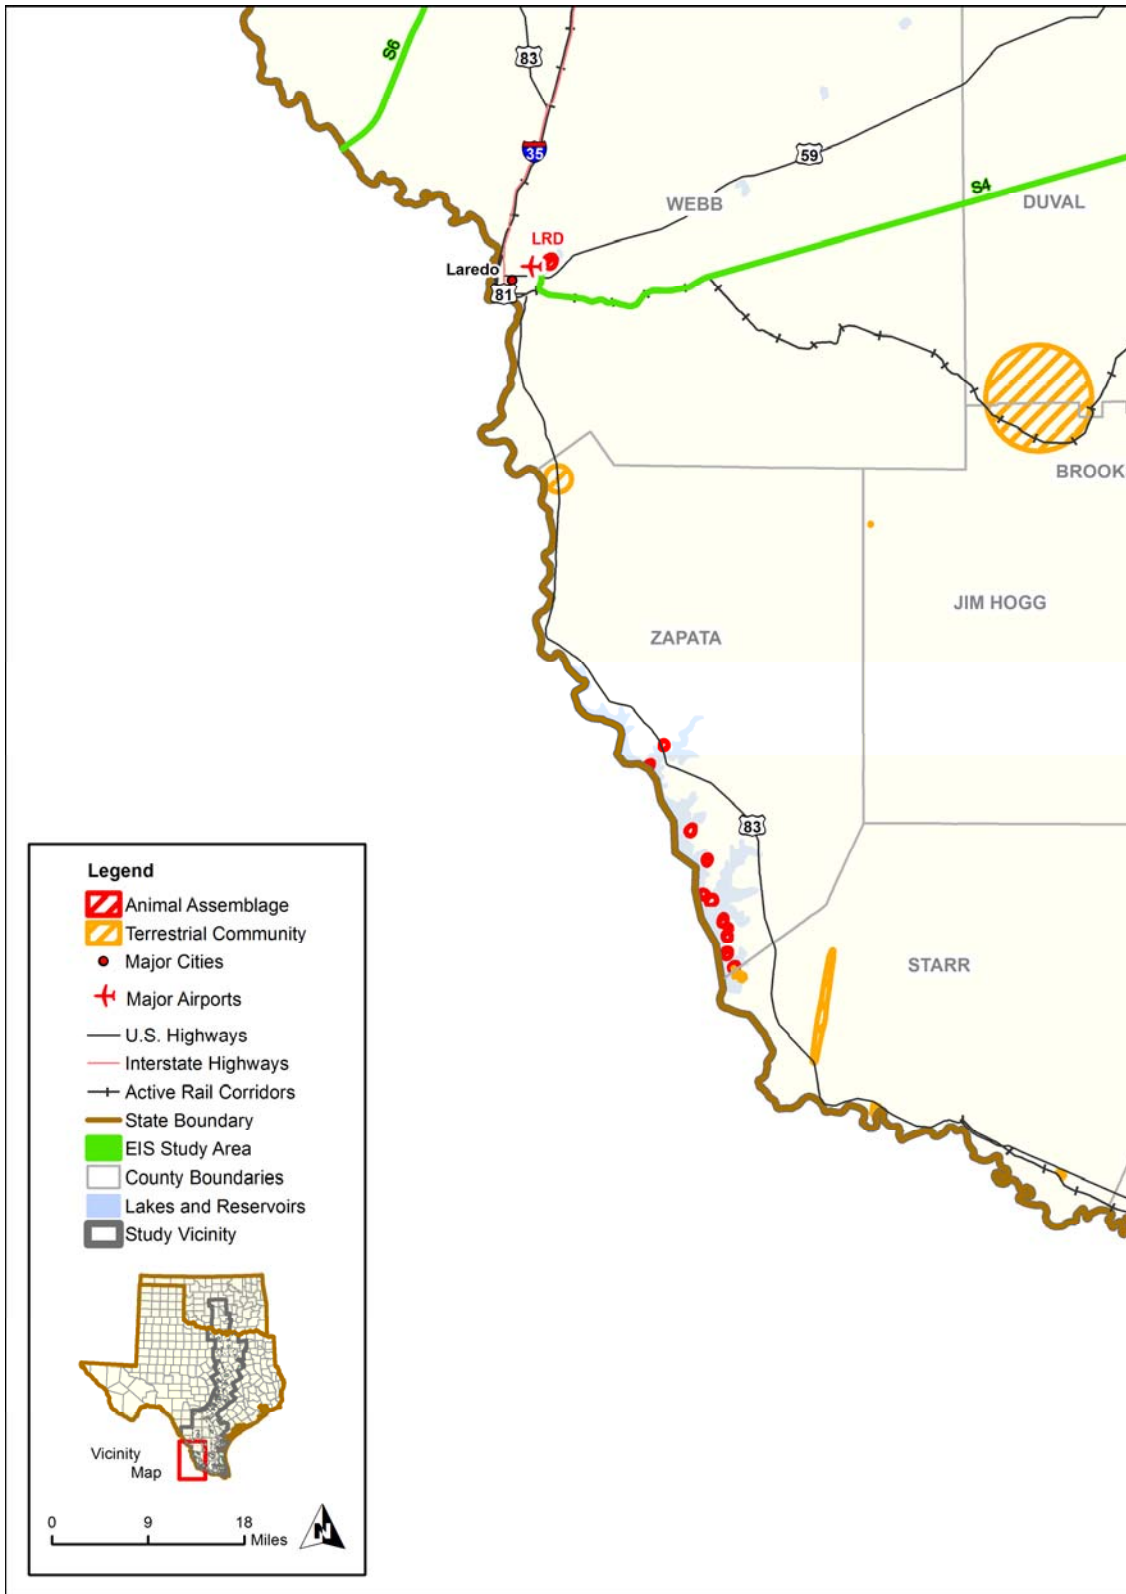 S6
83
35
59
S4
WEBB
DUVAL
LRD
Laredo
81
BROOK
JIM HOGG
ZAPATA
83
STARR
Legend
Animal Assemblage
Terrestrial Community
Major Cities
Major Airports
U.S. Highways
Interstate Highways
Active Rail Corridors
State Boundary
EIS Study Area
County Boundaries
Lakes and Reservoirs
Study Vicinity
Vicinity
Map
0 9 18
Miles
N